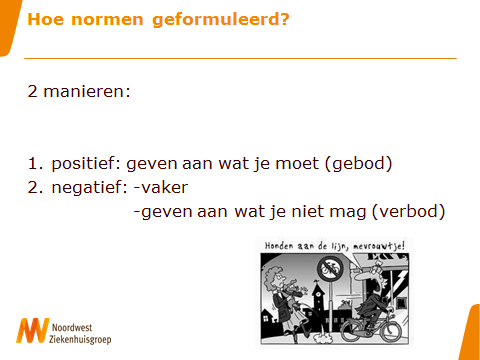 Hoe normen geformuleerd?
2 manieren:
1. positief: geven aan wat je moet (gebod)
2. negatief: -vaker
-geven aan wat je niet mag (verbod)
Honden aan de lijn, mevrouwtje!
Noordwest
Ziekenhuisgroep